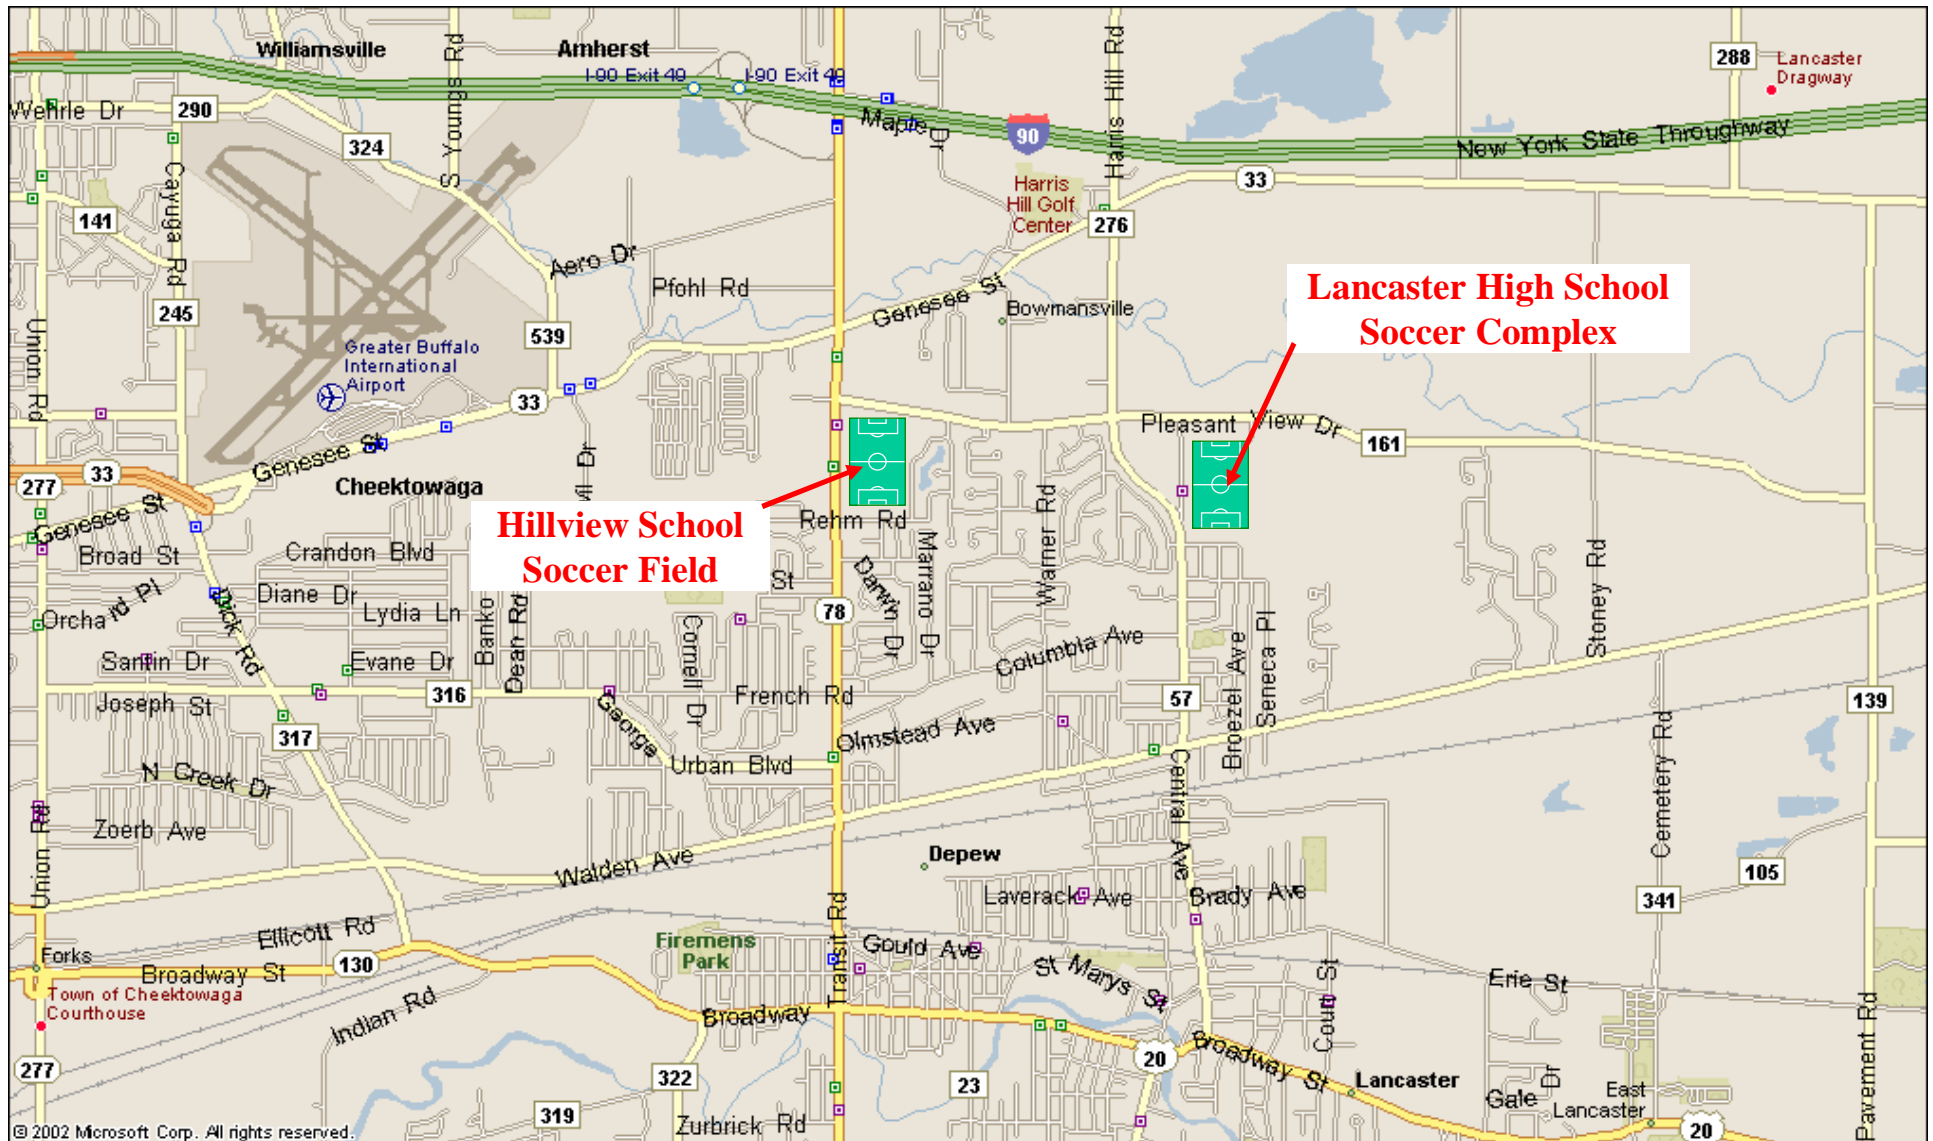 Williamsville
Amherst
I-90 Exit 49
I-90 Exit 49
S Youngs Rd
Harris Hill Rd
288
Lancaster
Dragway
Wehrle Dr
290
324
Maple Dr
90
New York State Throughway
Cayuga Rd
141
Harris
Hill Golf
Center
33
276
Aero Dr
Pfohl Rd
Genesee St
Bowmansville
245
539
Union Rd
Greater Buffalo
International
Airport
Lancaster High School
Soccer Complex
33
Pleasant View Dr
161
33
277
Genesee St
Genesee St
Cheektowaga
Hillview School
Soccer Field
Rehm Rd
Broad St
Crandon Blvd
St
Orchard Pl
Dick Rd
Diane Dr
Lydia Ln
Banko
Dean Rd
78
Darwin Dr
Marrano Dr
Warner Rd
Columbia Ave
Broezel Ave
Seneca Pl
Stoney Rd
Santin Dr
Evane Dr
Cornell Dr
Joseph St
316
French Rd
57
139
317
George
Urban Blvd
Olmstead Ave
N Creek Dr
Central Ave
Cemetery Rd
Zoerb Ave
Union Rd
Walden Ave
Depew
105
Laverack Ave
Brady Ave
341
Ellicott Rd
Firemens
Park
Transit Rd
Gould Ave
Forks
Broadway St
130
St Marys St
Court St
Erie St
Town of Cheektowaga
Courthouse
Indian Rd
Broadway
Broadway St
Pavement Rd
277
322
23
20
Lancaster
Gale Dr
East
Lancaster
319
Zurbrick Rd
20
© 2002 Microsoft Corp. All rights reserved.